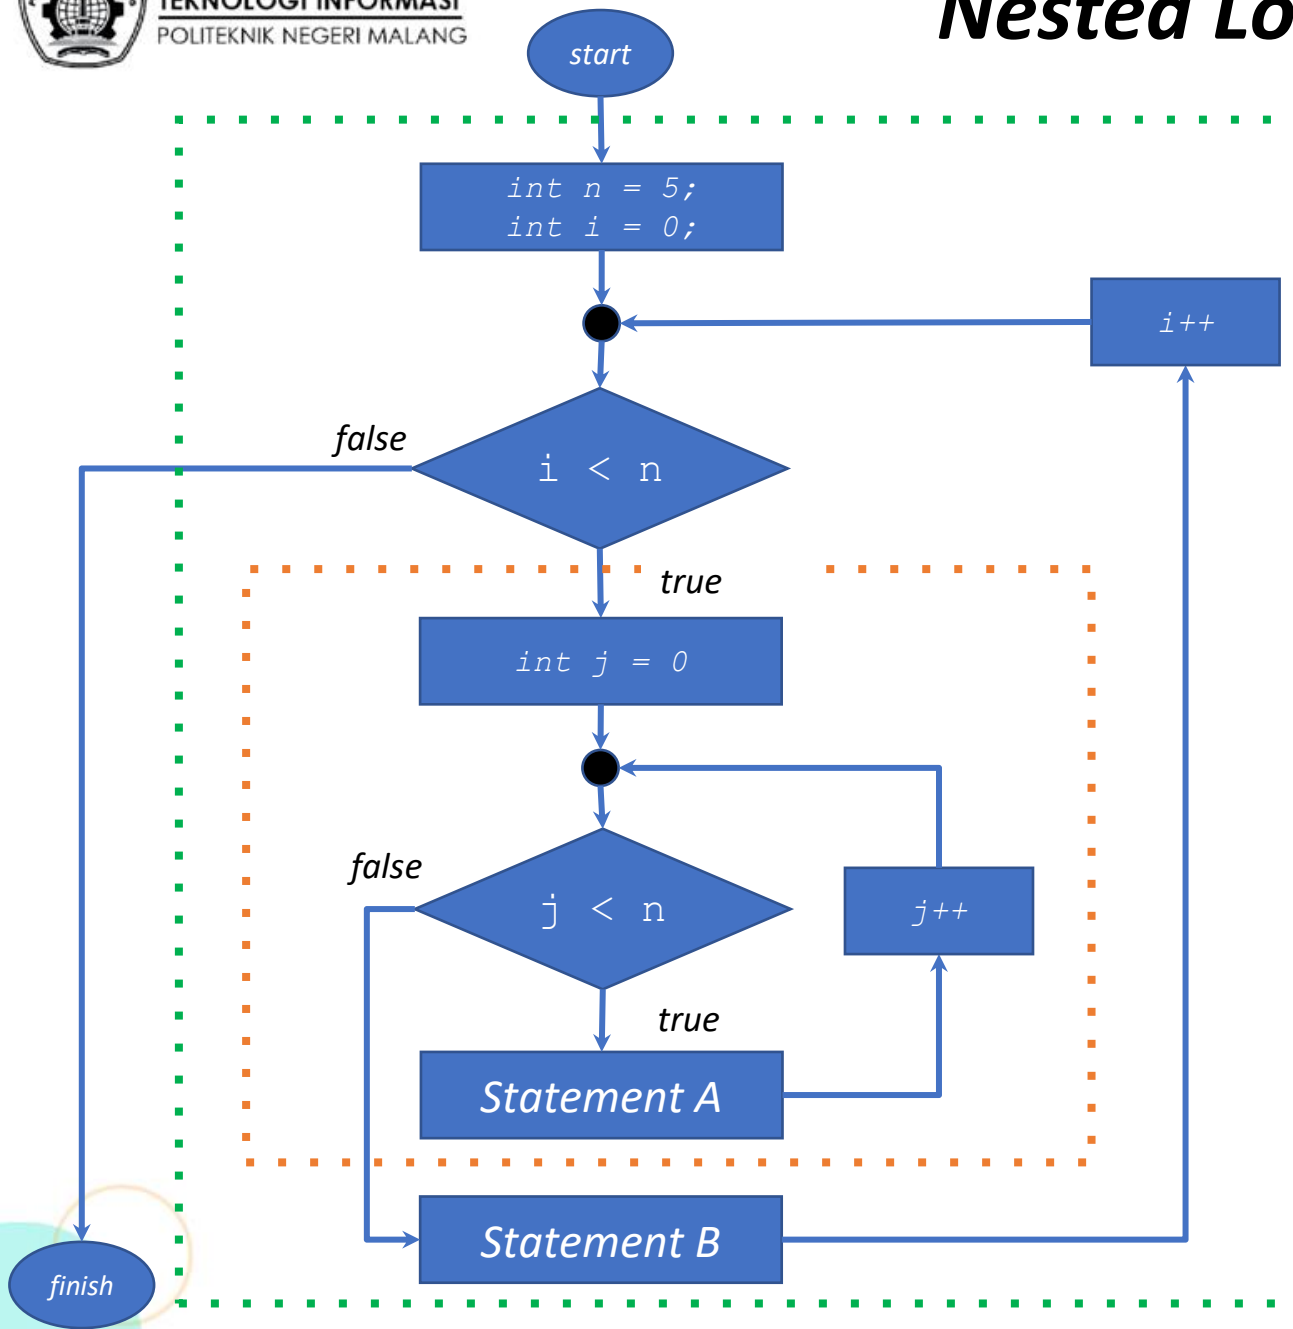 TEKNOLOGI INFORMASI
POLITEKNIK NEGERI MALANG
Nested Lo
start
int n = 5;
int i = 0;
i++
false
i < n
true
int j = 0
false
j < n
j++
true
Statement A
Statement B
finish